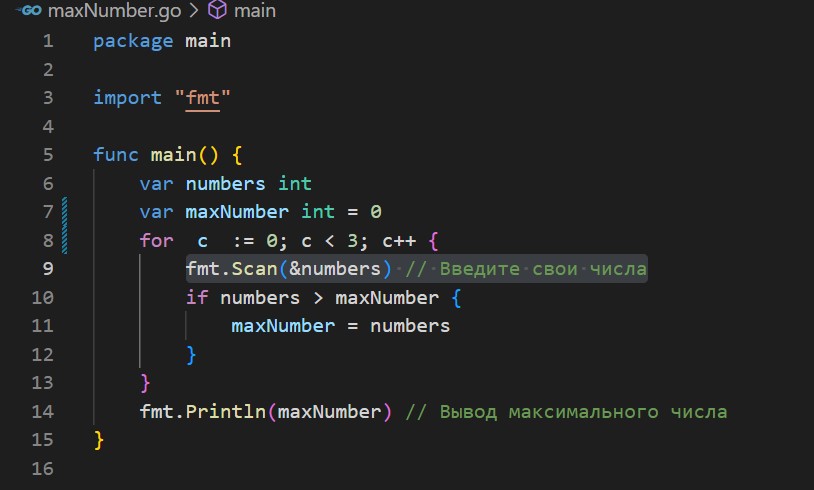 GO maxNumber.go > main
1 package main
2
3 import "fmt"
4
5 func main() {
6 var numbers int
7 var maxNumber int = 0
8 for c := 0; c < 3; c++ {
9 fmt.Scan(&numbers) // Введите свои числа
10 if numbers > maxNumber {
11 maxNumber = numbers
12 }
13 }
14 fmt.Println(maxNumber) // Вывод максимального числа
15 }
16